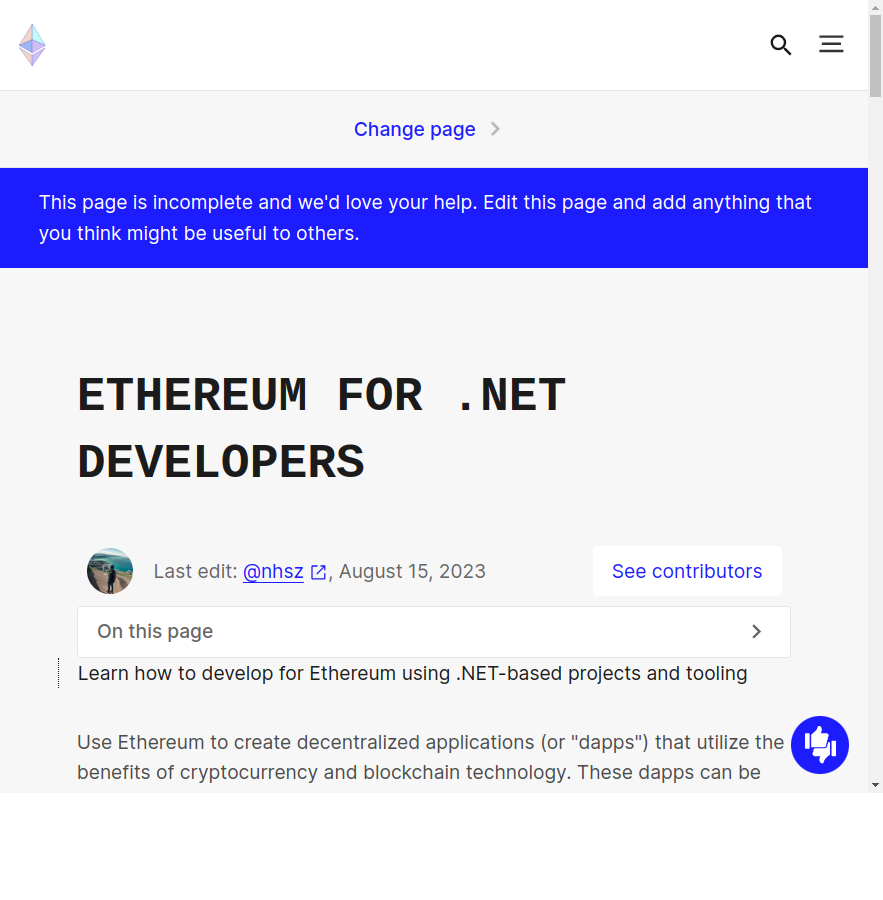 Change page
This page is incomplete and we'd love your help. Edit this page and add anything that
you think might be useful to others.
ETHEREUM FOR .NET
DEVELOPERS
Last edit: @nhsz, August 15, 2023
See contributors
On this page
Learn how to develop for Ethereum using .NET-based projects and tooling
Use Ethereum to create decentralized applications (or "dapps") that utilize the
benefits of cryptocurrency and blockchain technology. These dapps can be